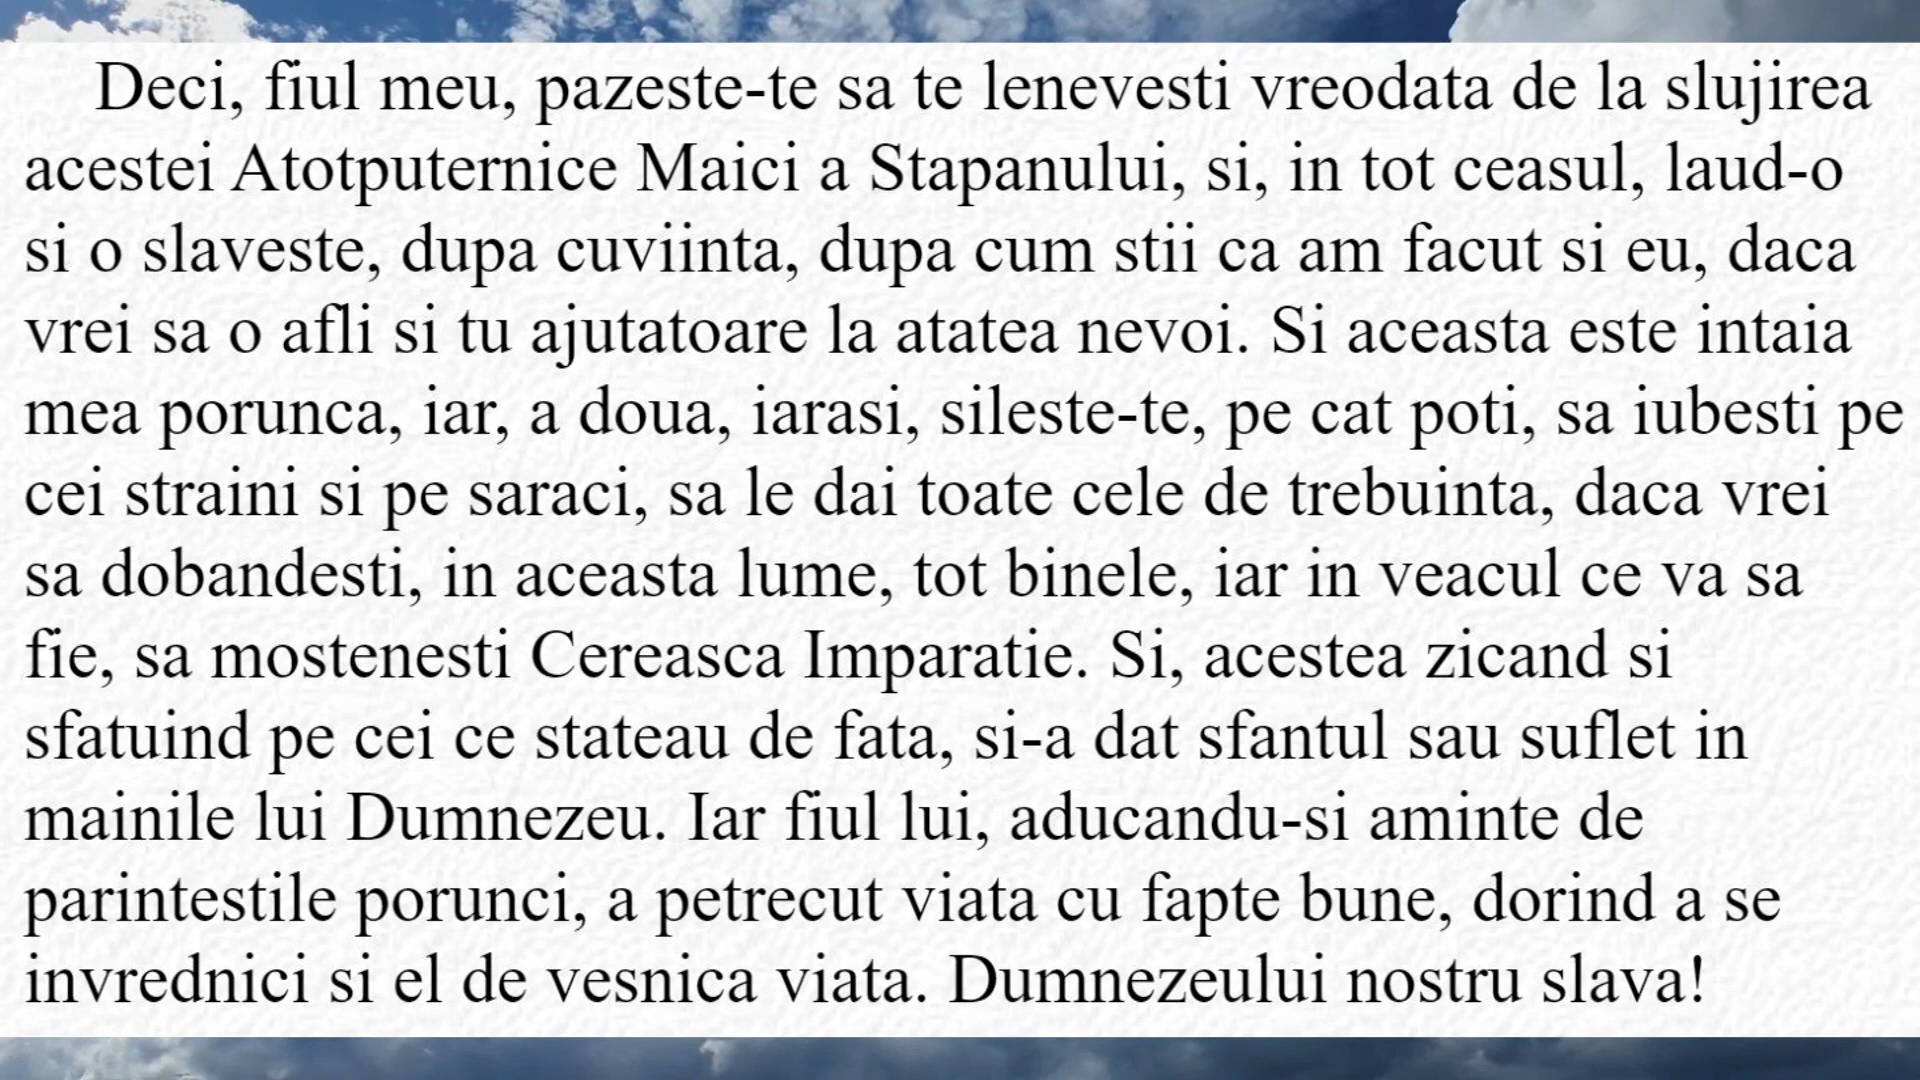 Deci, fiul meu, pazeste-te sa te lenevesti vreodata de la slujirea
acestei Atotputernice Maici a Stapanului, si, in tot ceasul, laud-o
si o slaveste, dupa cuviinta, dupa cum stii ca am facut si eu, daca
vrei sa o afli si tu ajutatoare la atatea nevoi. Si aceasta este intaia
mea porunca, iar, a doua, iarasi, sileste-te, pe cat poti, sa iubesti pe
cei straini si pe saraci, sa le dai toate cele de trebuinta, daca vrei
sa dobandesti, in aceasta lume, tot binele, iar in veacul ce va sa
fie, sa mostenesti Cereasca Imparatie. Si, acestea zicand si
sfatuind pe cei ce stateau de fata, si-a dat sfantul sau suflet in
mainile lui Dumnezeu. Iar fiul lui, aducandu-si aminte de
parintestile porunci, a petrecut viata cu fapte bune, dorind a se
invrednici si el de vesnica viata. Dumnezeului nostru slava!